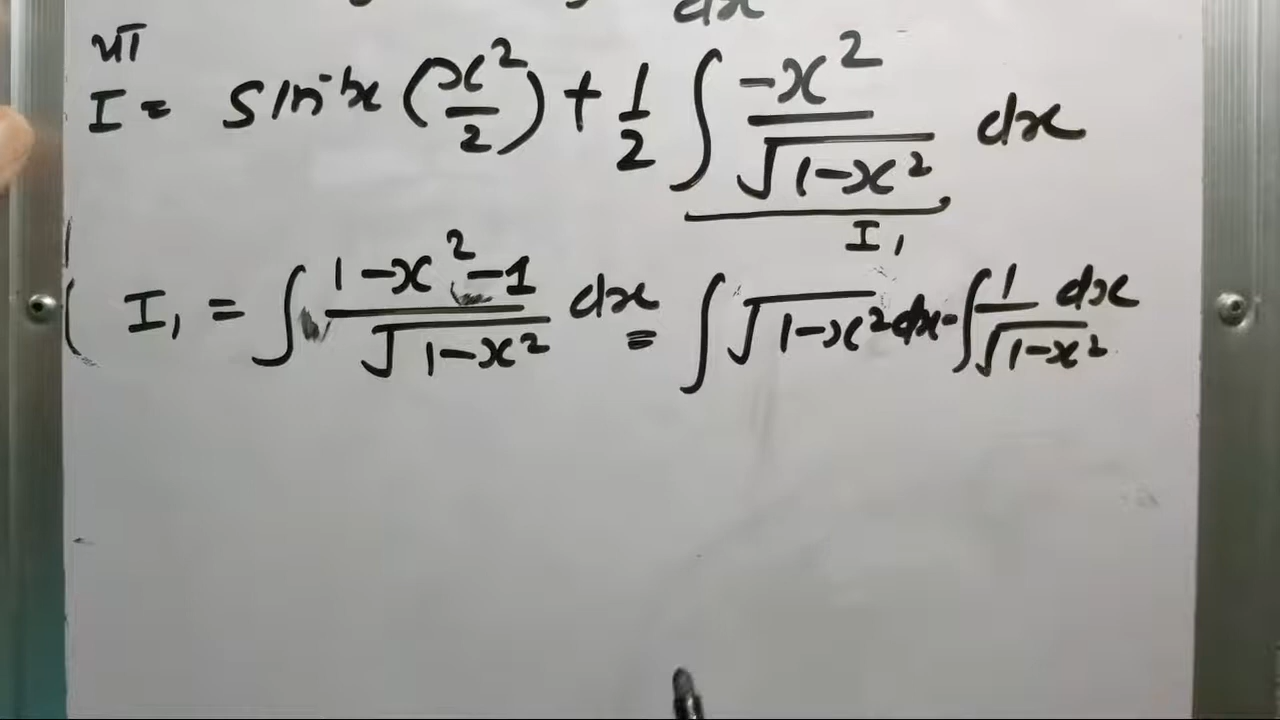 dx
या
I = sin⁻¹x (x²/2) + 1/2 ∫ -x²/√(1-x²) dx
I₁
I₁ = ∫ (1-x²-1)/√(1-x²) dx = ∫ √(1-x²) dx - ∫ 1/√(1-x²) dx